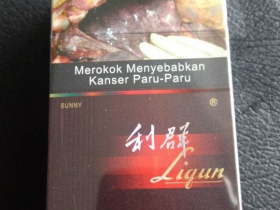 Merokok Menyebabkan
Kanser Paru-Paru
SUNNY
®
利群
Liqun